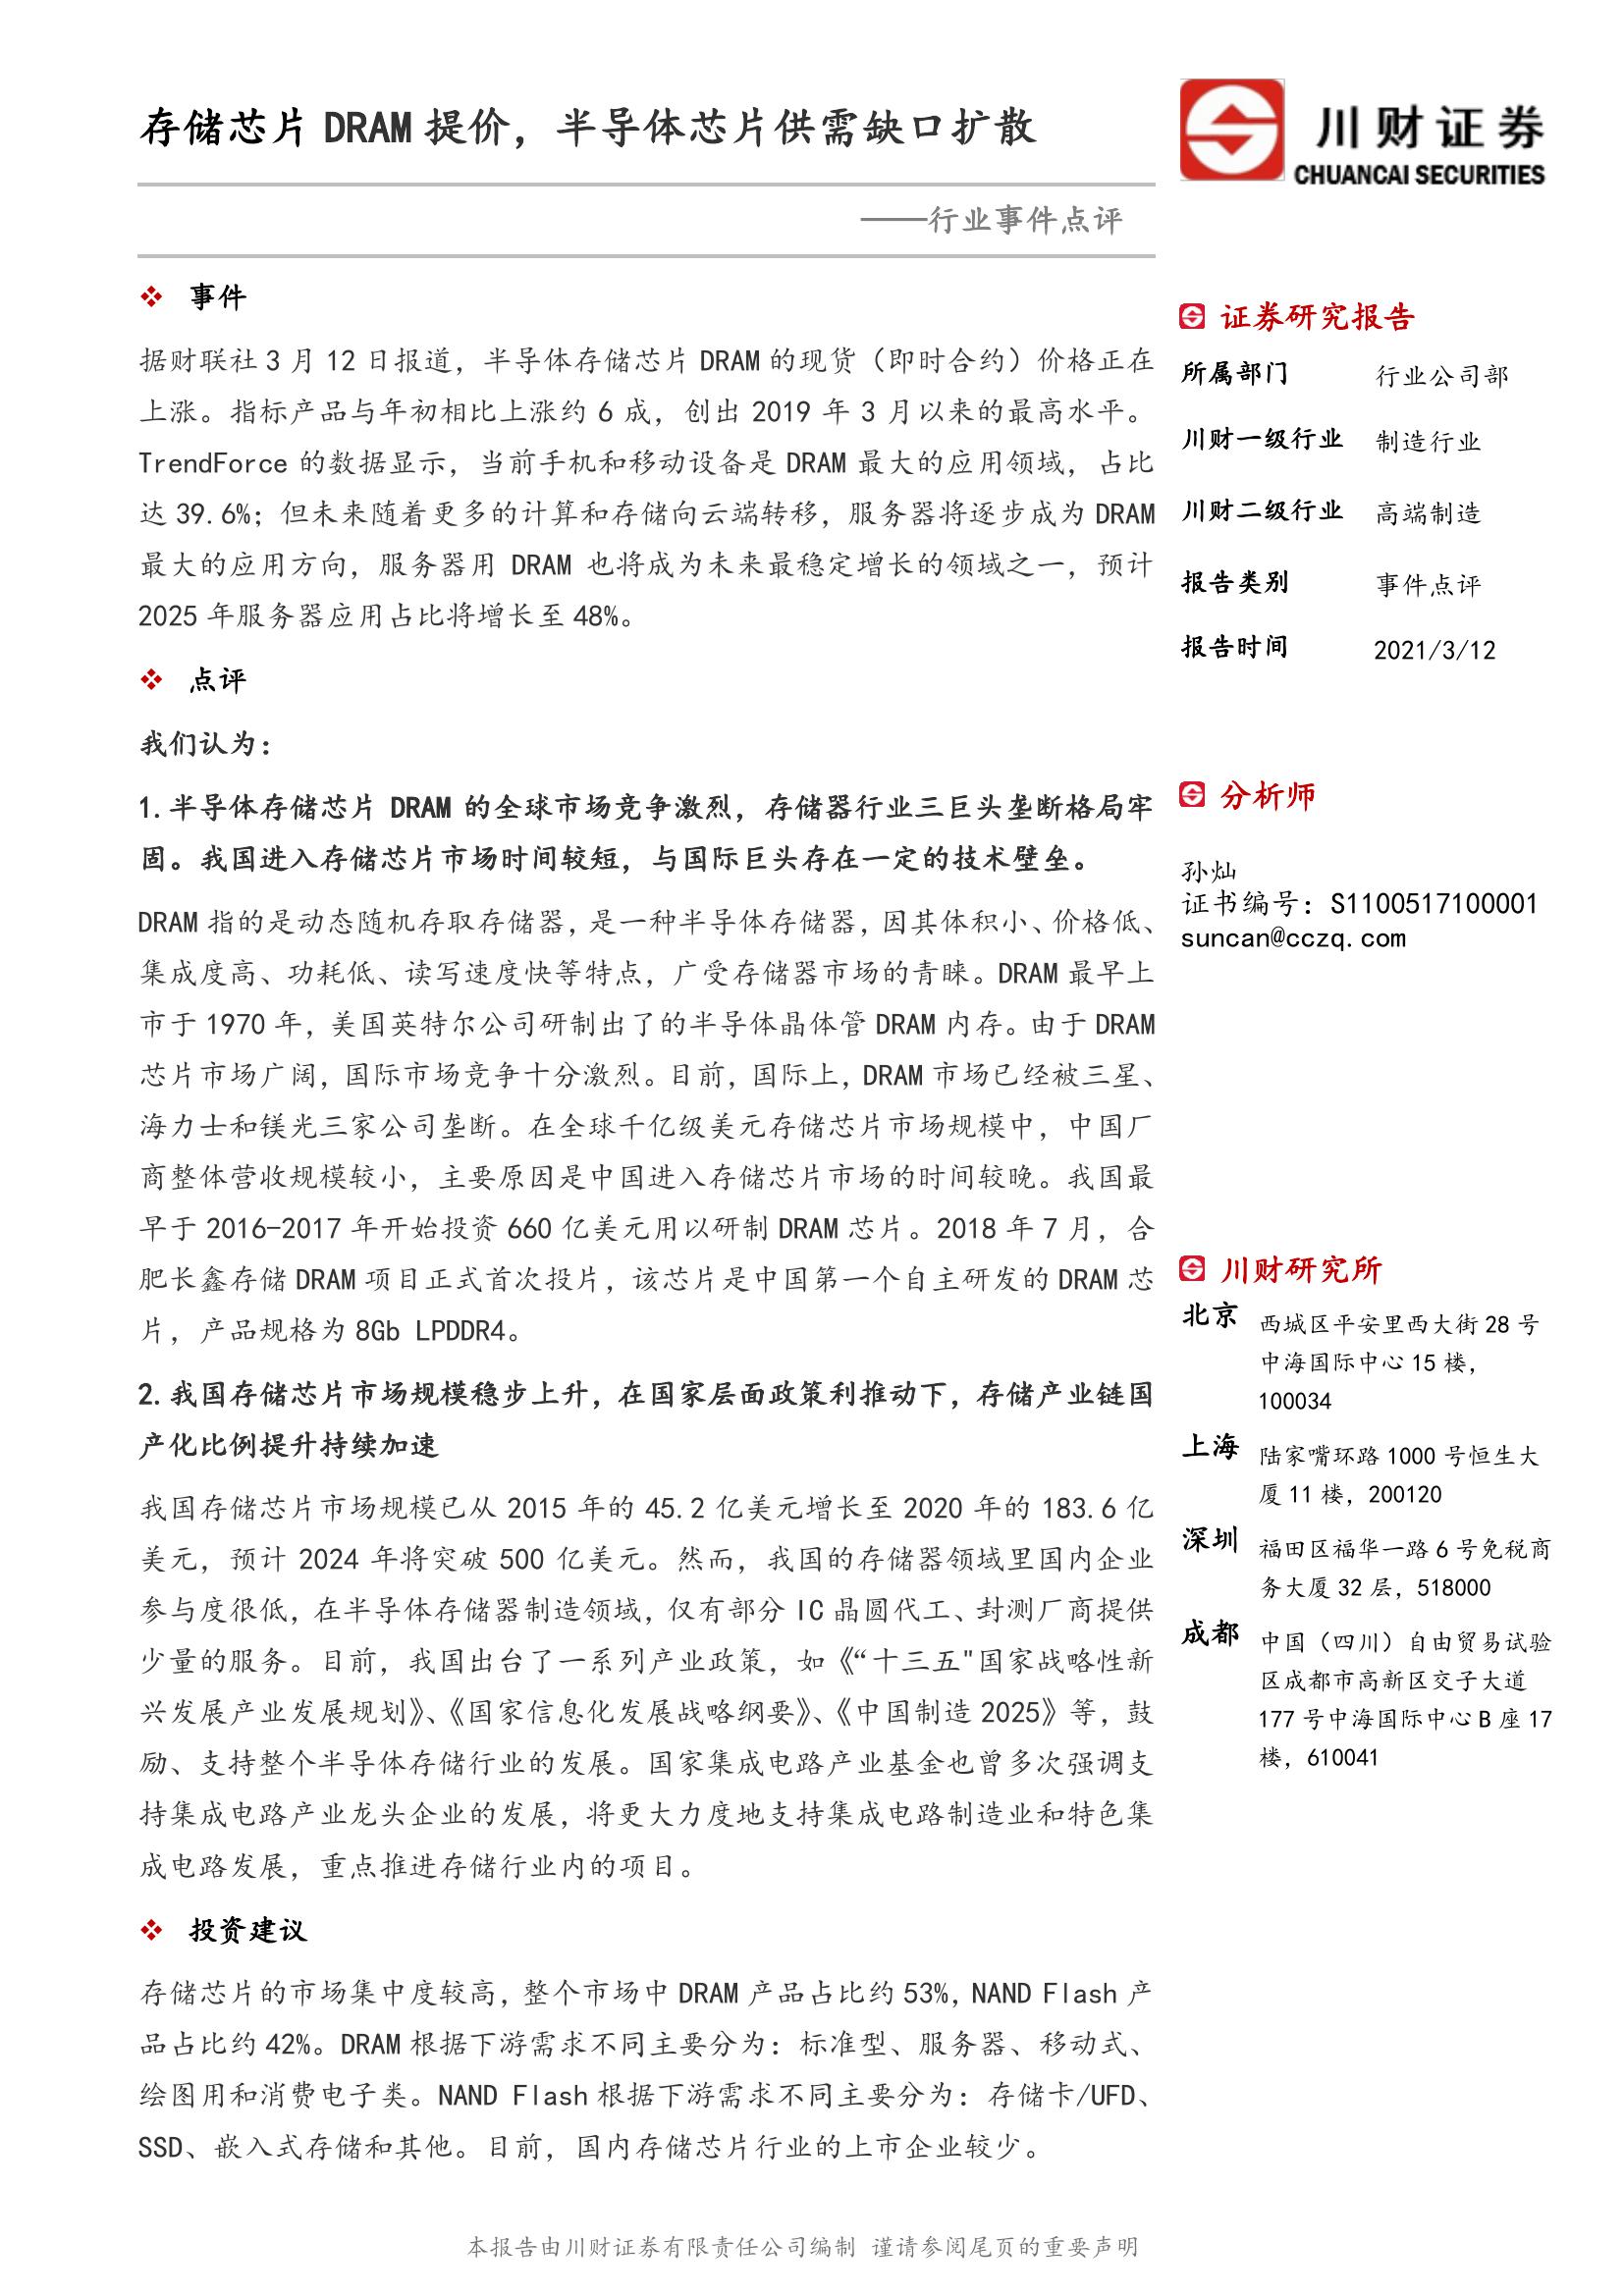 存储芯片 DRAM 提价，半导体芯片供需缺口扩散
——行业事件点评
川财证券
CHUANCAI SECURITIES
事件
据财联社 3 月 12 日报道，半导体存储芯片 DRAM 的现货（即时合约）价格正在
上涨。指标产品与年初相比上涨约 6 成，创出 2019 年 3 月以来的最高水平。
TrendForce 的数据显示，当前手机和移动设备是 DRAM 最大的应用领域，占比
达 39.6%；但未来随着更多的计算和存储向云端转移，服务器将逐步成为 DRAM
最大的应用方向，服务器用 DRAM 也将成为未来最稳定增长的领域之一，预计
2025 年服务器应用占比将增长至 48%。
点评
我们认为：
1.半导体存储芯片 DRAM 的全球市场竞争激烈，存储器行业三巨头垄断格局牢
固。我国进入存储芯片市场时间较短，与国际巨头存在一定的技术壁垒。
DRAM 指的是动态随机存取存储器，是一种半导体存储器，因其体积小、价格低、
集成度高、功耗低、读写速度快等特点，广受存储器市场的青睐。DRAM 最早上
市于 1970 年，美国英特尔公司研制出了的半导体晶体管 DRAM 内存。由于 DRAM
芯片市场广阔，国际市场竞争十分激烈。目前，国际上，DRAM 市场已经被三星、
海力士和镁光三家公司垄断。在全球千亿级美元存储芯片市场规模中，中国厂
商整体营收规模较小，主要原因是中国进入存储芯片市场的时间较晚。我国最
早于 2016-2017 年开始投资 660 亿美元用以研制 DRAM 芯片。2018 年 7 月，合
肥长鑫存储 DRAM 项目正式首次投片，该芯片是中国第一个自主研发的 DRAM 芯
片，产品规格为 8Gb LPDDR4。
2.我国存储芯片市场规模稳步上升，在国家层面政策利推动下，存储产业链国
产化比例提升持续加速
我国存储芯片市场规模已从 2015 年的 45.2 亿美元增长至 2020 年的 183.6 亿
美元，预计 2024 年将突破 500 亿美元。然而，我国的存储器领域里国内企业
参与度很低，在半导体存储器制造领域，仅有部分 IC 晶圆代工、封测厂商提供
少量的服务。目前，我国出台了一系列产业政策，如《“十三五"国家战略性新
兴发展产业发展规划》、《国家信息化发展战略纲要》、《中国制造 2025》等，鼓
励、支持整个半导体存储行业的发展。国家集成电路产业基金也曾多次强调支
持集成电路产业龙头企业的发展，将更大力度地支持集成电路制造业和特色集
成电路发展，重点推进存储行业内的项目。
投资建议
存储芯片的市场集中度较高，整个市场中 DRAM 产品占比约 53%，NAND Flash 产
品占比约 42%。DRAM 根据下游需求不同主要分为：标准型、服务器、移动式、
绘图用和消费电子类。NAND Flash 根据下游需求不同主要分为：存储卡/UFD、
SSD、嵌入式存储和其他。目前，国内存储芯片行业的上市企业较少。
证券研究报告
所属部门 行业公司部
川财一级行业 制造行业
川财二级行业 高端制造
报告类别 事件点评
报告时间 2021/3/12
分析师
孙灿
证书编号：S1100517100001
suncan@cczq.com
川财研究所
北京 西城区平安里西大街 28 号
中海国际中心 15 楼，
100034
上海 陆家嘴环路 1000 号恒生大
厦 11 楼，200120
深圳 福田区福华一路 6 号免税商
务大厦 32 层，518000
成都 中国（四川）自由贸易试验
区成都市高新区交子大道
177 号中海国际中心 B 座 17
楼，610041
本报告由川财证券有限责任公司编制 谨请参阅尾页的重要声明